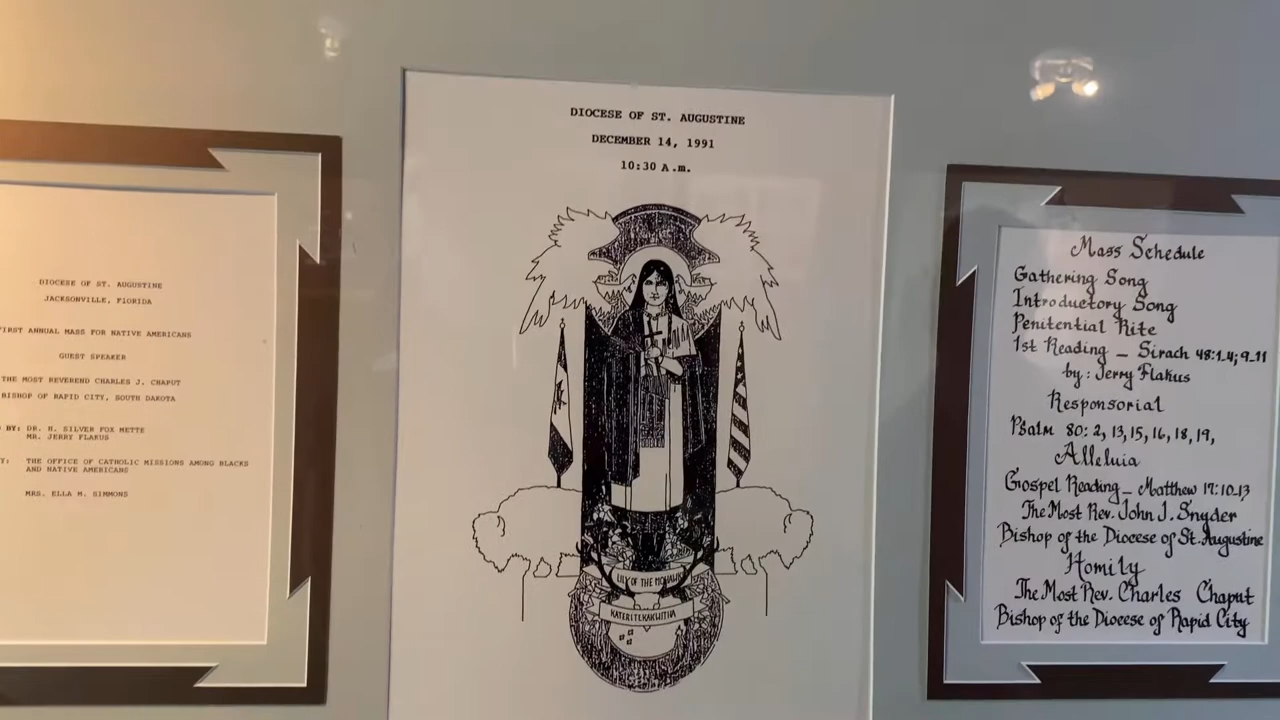 DIOCESE OF ST. AUGUSTINE
JACKSONVILLE, FLORIDA
FIRST ANNUAL MASS FOR NATIVE AMERICANS
GUEST SPEAKER
THE MOST REVEREND CHARLES J. CHAPUT
BISHOP OF RAPID CITY, SOUTH DAKOTA
BY: DR. H. SILVER FOX METTE
MR. JERRY FLAKUS
THE OFFICE OF CATHOLIC MISSIONS AMONG BLACKS
AND NATIVE AMERICANS
MRS. ELLA M. SIMMONS
DIOCESE OF ST. AUGUSTINE
DECEMBER 14, 1991
10:30 A.m.
LILY OF THE MOHAWK
KATERI TEKAKWITHA
Mass Schedule
Gathering Song
Introductory Song
Penitential Rite
1st Reading _ Sirach 48:1-4; 9-11
by: Jerry Flakus
Responsorial
Psalm 80: 2, 13, 15, 16, 18, 19,
Alleluia
Gospel Reading _ Matthew 17:10-13
The Most Rev. John J. Snyder
Bishop of the Diocese of St. Augustine
Homily
The Most Rev. Charles Chaput
Bishop of the Diocese of Rapid City